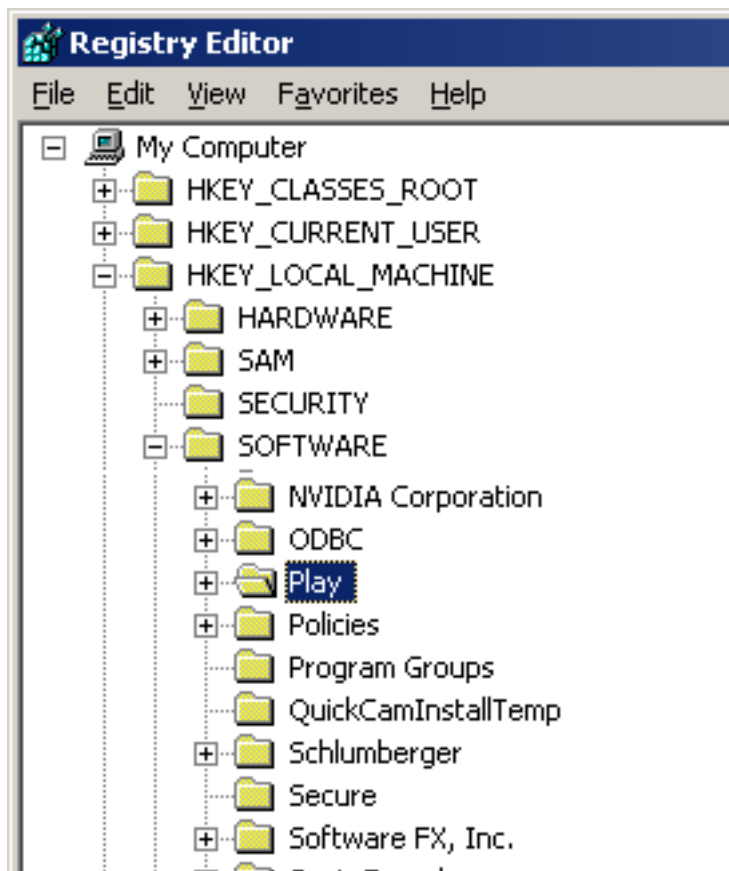 Registry Editor
File Edit View Favorites Help
My Computer
HKEY_CLASSES_ROOT
HKEY_CURRENT_USER
HKEY_LOCAL_MACHINE
HARDWARE
SAM
SECURITY
SOFTWARE
NVIDIA Corporation
ODBC
Play
Policies
Program Groups
QuickCamInstallTemp
Schlumberger
Secure
Software FX, Inc.